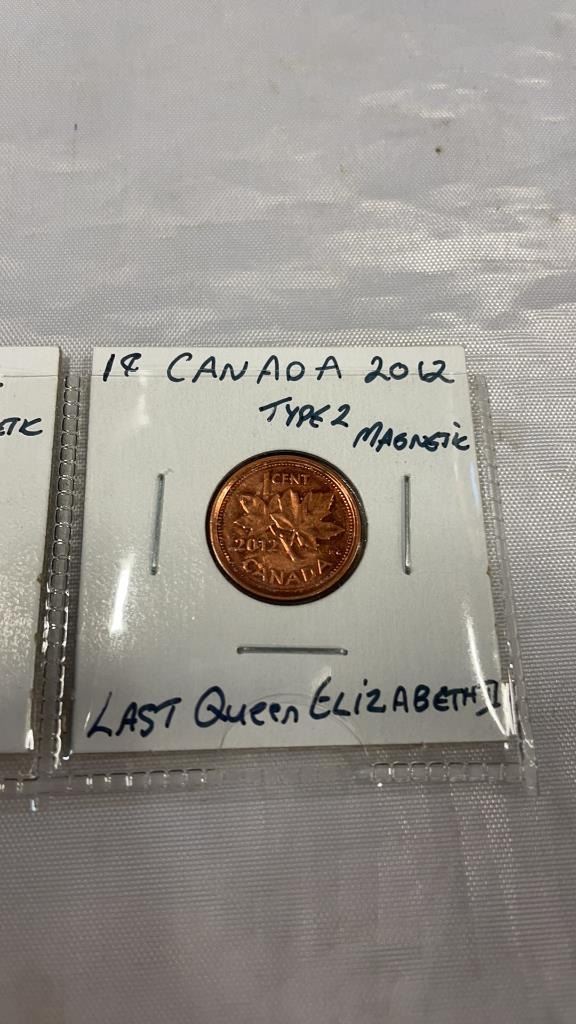 1¢ CANADA 2012
TYPE 2
MAGNETIC
1 CENT
2012
CANADA
LAST Queen ELIZABETH II